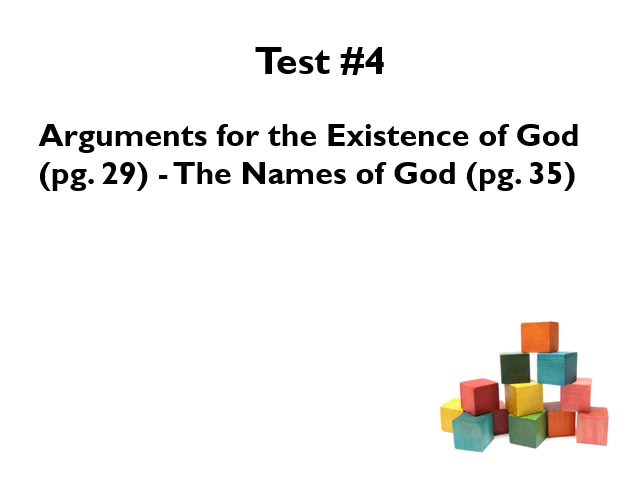 Test #4
Arguments for the Existence of God
(pg. 29) - The Names of God (pg. 35)